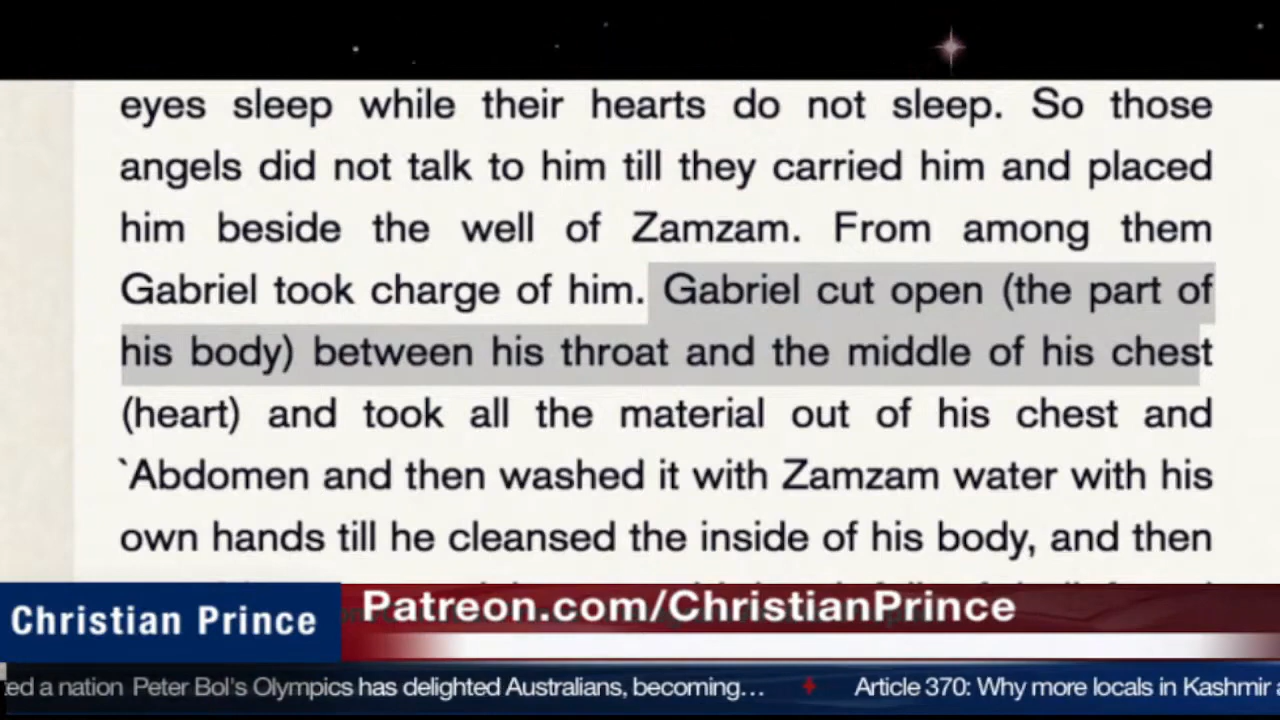 eyes sleep while their hearts do not sleep. So those
angels did not talk to him till they carried him and placed
him beside the well of Zamzam. From among them
Gabriel took charge of him. Gabriel cut open (the part of
his body) between his throat and the middle of his chest
(heart) and took all the material out of his chest and
`Abdomen and then washed it with Zamzam water with his
own hands till he cleansed the inside of his body, and then
Christian Prince
Patreon.com/ChristianPrince
ed a nation Peter Bol's Olympics has delighted Australians, becoming…
Article 370: Why more locals in Kashmir